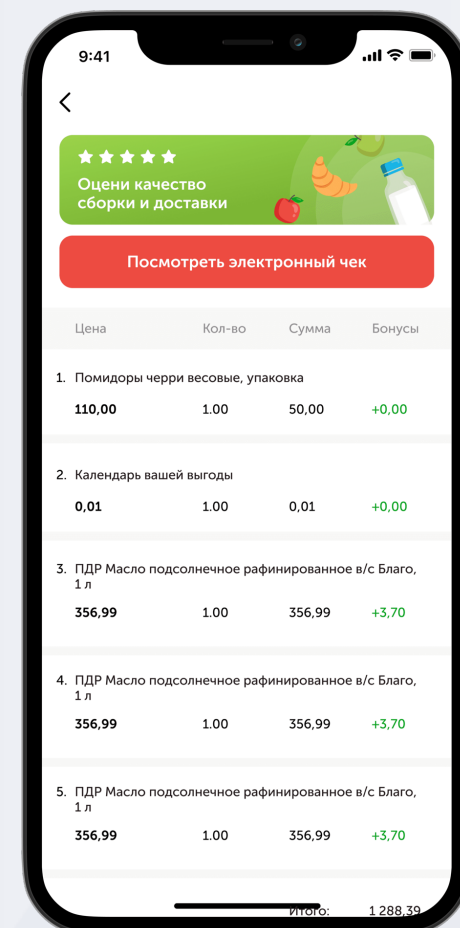 9:41
Оцени качество
сборки и доставки
Посмотреть электронный чек
Цена Кол-во Сумма Бонусы
1. Помидоры черри весовые, упаковка
110,00 1.00 50,00 +0,00
2. Календарь вашей выгоды
0,01 1.00 0,01 +0,00
3. ПДР Масло подсолнечное рафинированное в/с Благо,
1 л
356,99 1.00 356,99 +3,70
4. ПДР Масло подсолнечное рафинированное в/с Благо,
1 л
356,99 1.00 356,99 +3,70
5. ПДР Масло подсолнечное рафинированное в/с Благо,
1 л
356,99 1.00 356,99 +3,70
Итого: 1 288,39